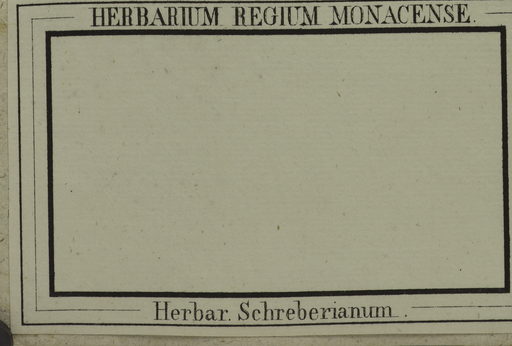 HERBARIUM REGIUM MONACENSE.
Herbar. Schreberianum.